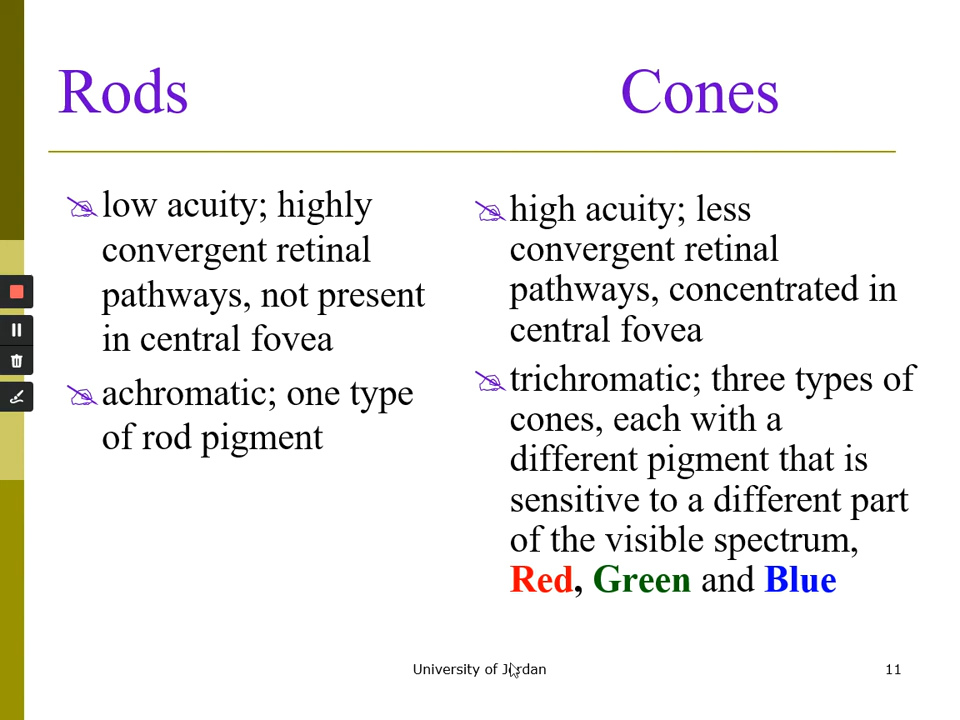 Rods
Cones
low acuity; highly
convergent retinal
pathways, not present
in central fovea
achromatic; one type
of rod pigment
high acuity; less
convergent retinal
pathways, concentrated in
central fovea
trichromatic; three types of
cones, each with a
different pigment that is
sensitive to a different part
of the visible spectrum,
Red, Green and Blue
University of Jordan
11